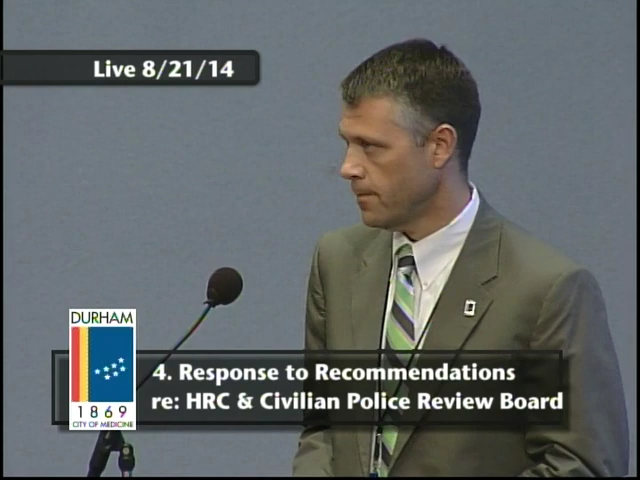 Live 8/21/14
DURHAM
1869
CITY OF MEDICINE
4. Response to Recommendations
re: HRC & Civilian Police Review Board